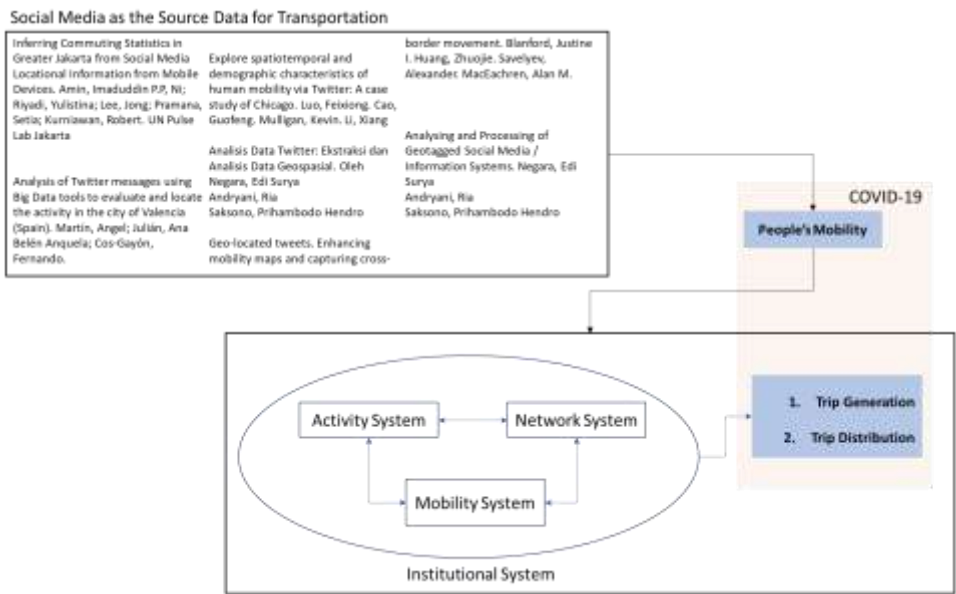 Social Media as the Source Data for Transportation
Inferring Commuting Statistics in
Greater Jakarta from Social Media
Locational Information from Mobile
Devices. Amin, Imaduddin P.P, Ni;
Riyadi, Yulistina; Lee, Jong; Pramana,
Setia; Kurniawan, Robert. UN Pulse
Lab Jakarta
Analysis of Twitter messages using
Big Data tools to evaluate and locate
the activity in the city of Valencia
(Spain). Martín, Angel; Julián, Ana
Belén Anquela; Cos-Gayón,
Fernando.
Explore spatiotemporal and
demographic characteristics of
human mobility via Twitter: A case
study of Chicago. Luo, Feixiong. Cao,
Guofeng. Mulligan, Kevin. Li, Xiang
Analisis Data Twitter: Ekstraksi dan
Analisis Data Geospasial. Oleh
Negara, Edi Surya
Andryani, Ria
Saksono, Prihambodo Hendro
Geo-located tweets. Enhancing
mobility maps and capturing cross-
border movement. Blanford, Justine
I. Huang, Zhuojie. Savelyev,
Alexander. MacEachren, Alan M.
Analysing and Processing of
Geotagged Social Media /
Information Systems. Negara, Edi
Surya
Andryani, Ria
Saksono, Prihambodo Hendro
COVID-19
People's Mobility
1. Trip Generation
2. Trip Distribution
Activity System
Network System
Mobility System
Institutional System